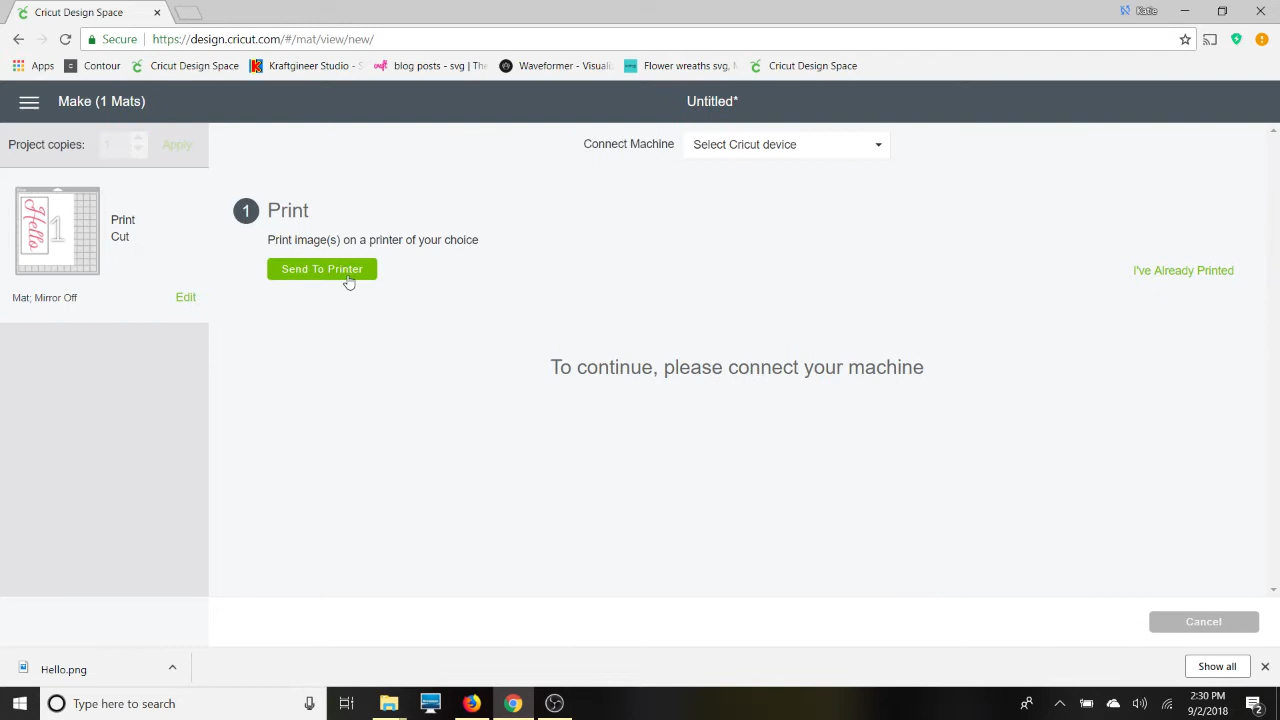 Cricut Design Space
Secure
https://design.cricut.com/#/mat/view/new/
Apps
Contour
Cricut Design Space
Kraftgineer Studio - S
blog posts - svg | The
Waveformer - Visuali
Flower wreaths svg, M
Cricut Design Space
Make (1 Mats)
Untitled*
Project copies:
1
Apply
Connect Machine
Select Cricut device
Hello
1
Print
Cut
Mat; Mirror Off
Edit
1
Print
Print image(s) on a printer of your choice
Send To Printer
I've Already Printed
To continue, please connect your machine
Cancel
Hello.png
Show all
Type here to search
2:30 PM
9/2/2018
2